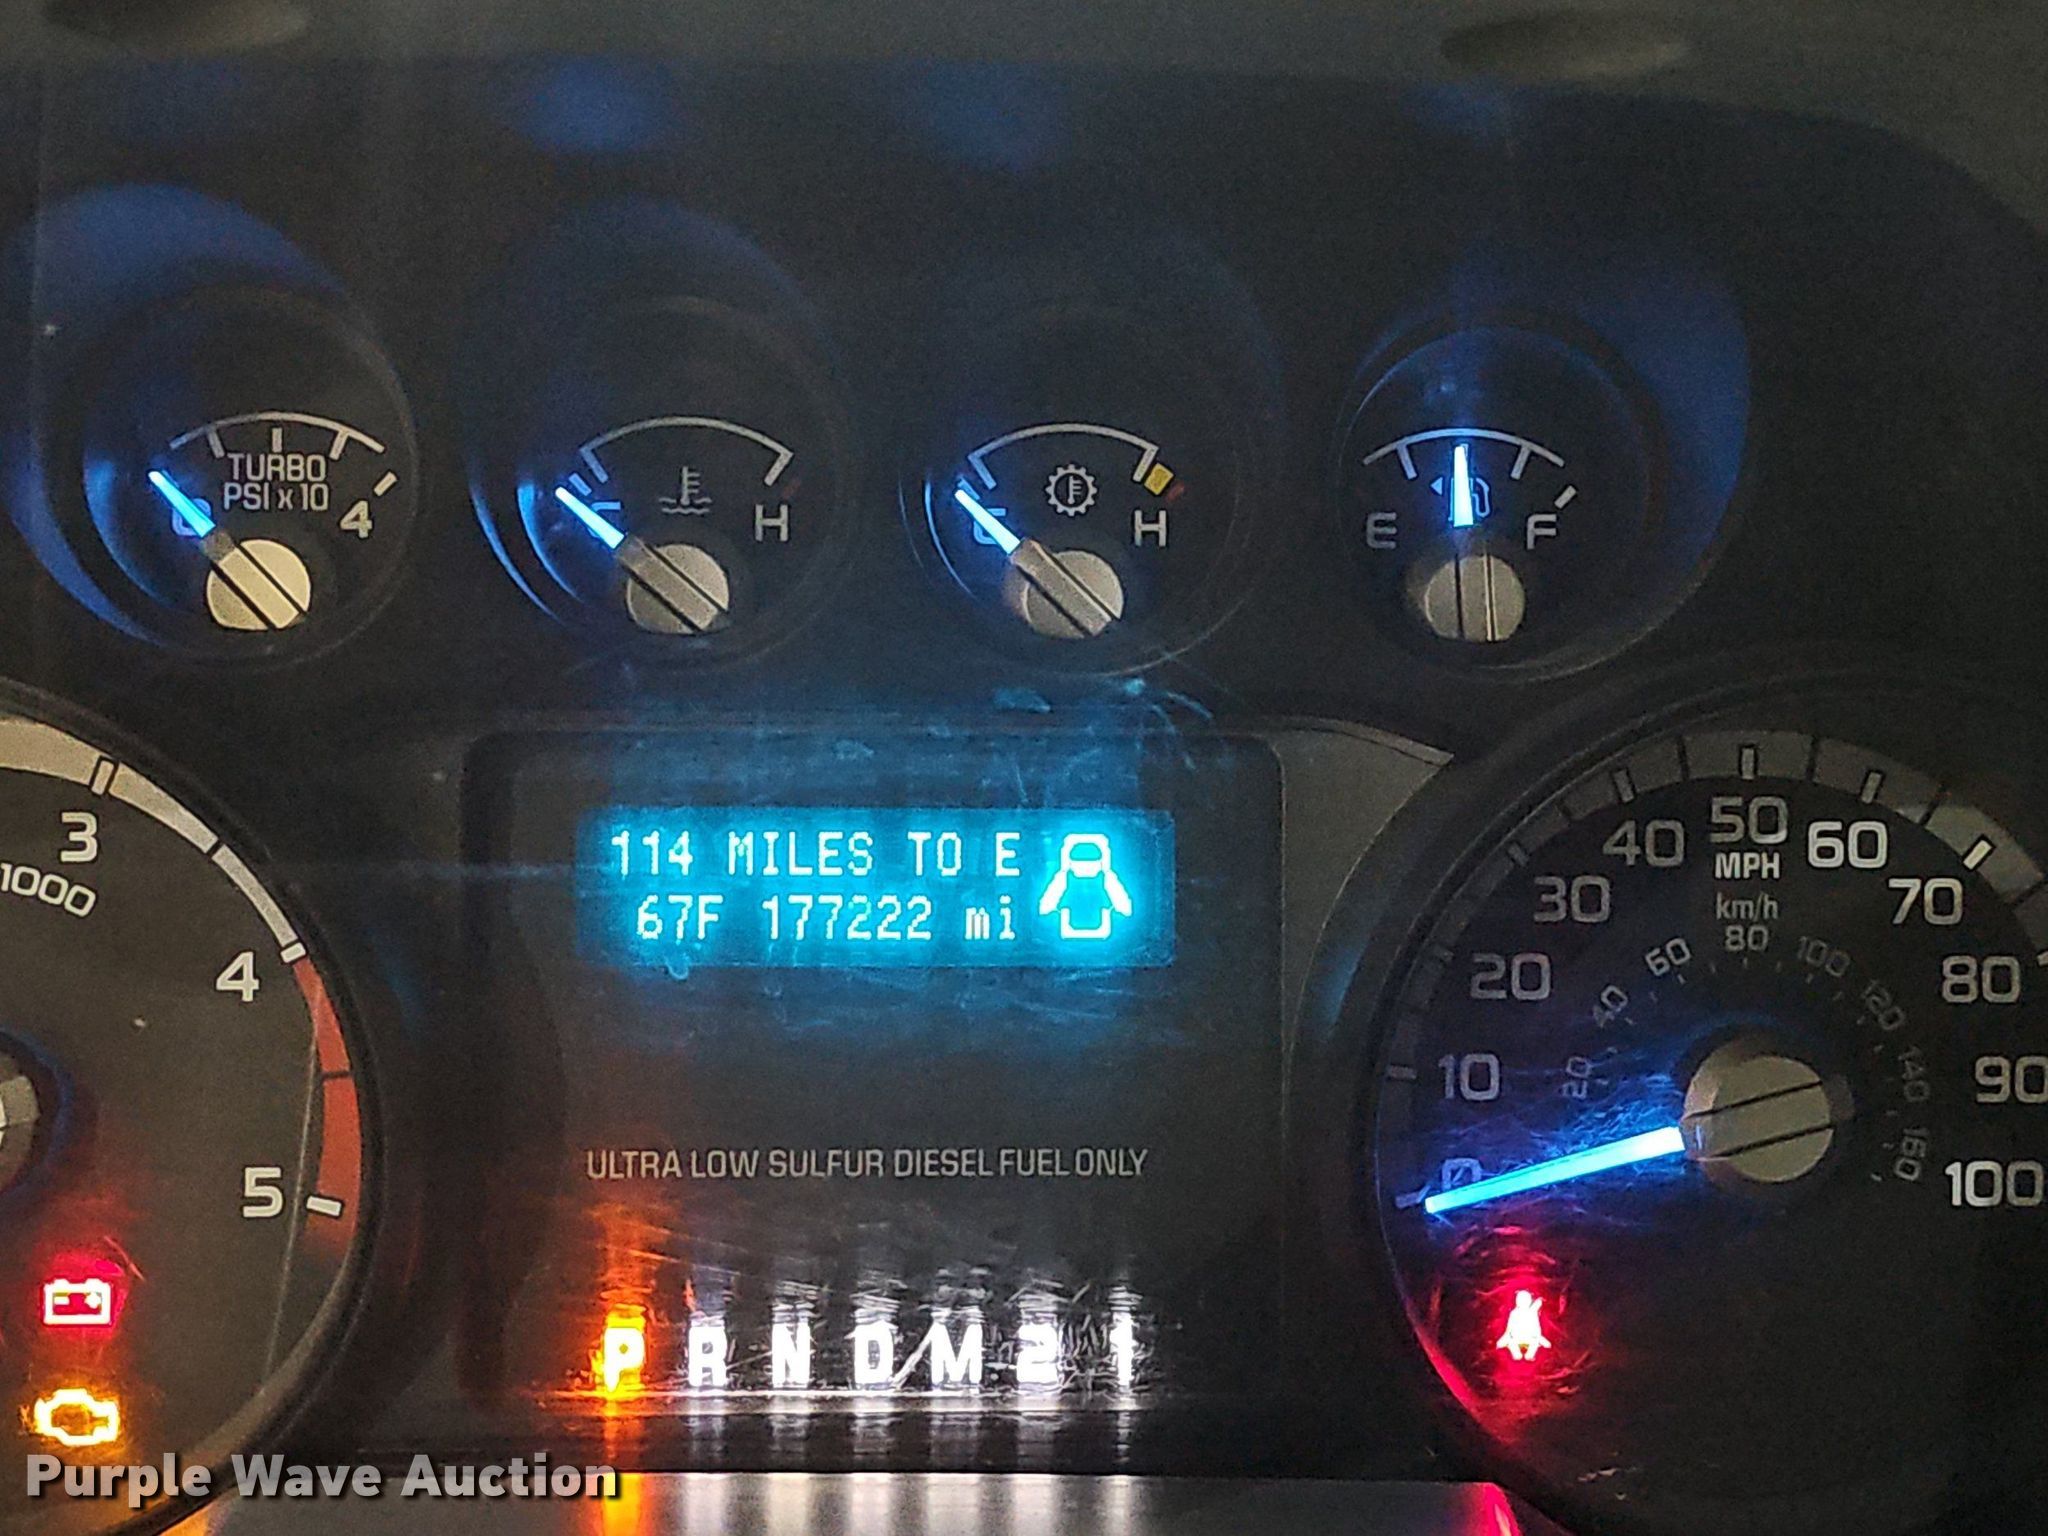 TURBO
PSI x 10
0
4
C
H
C
H
E
F
3
1000
4
5
114 MILES TO E
67F 177222 mi
ULTRA LOW SULFUR DIESEL FUEL ONLY
P R N D/M 2 1
0
10
20
30
40
50
60
70
80
90
100
MPH
km/h
20
40
60
80
100
120
140
160
Purple Wave Auction